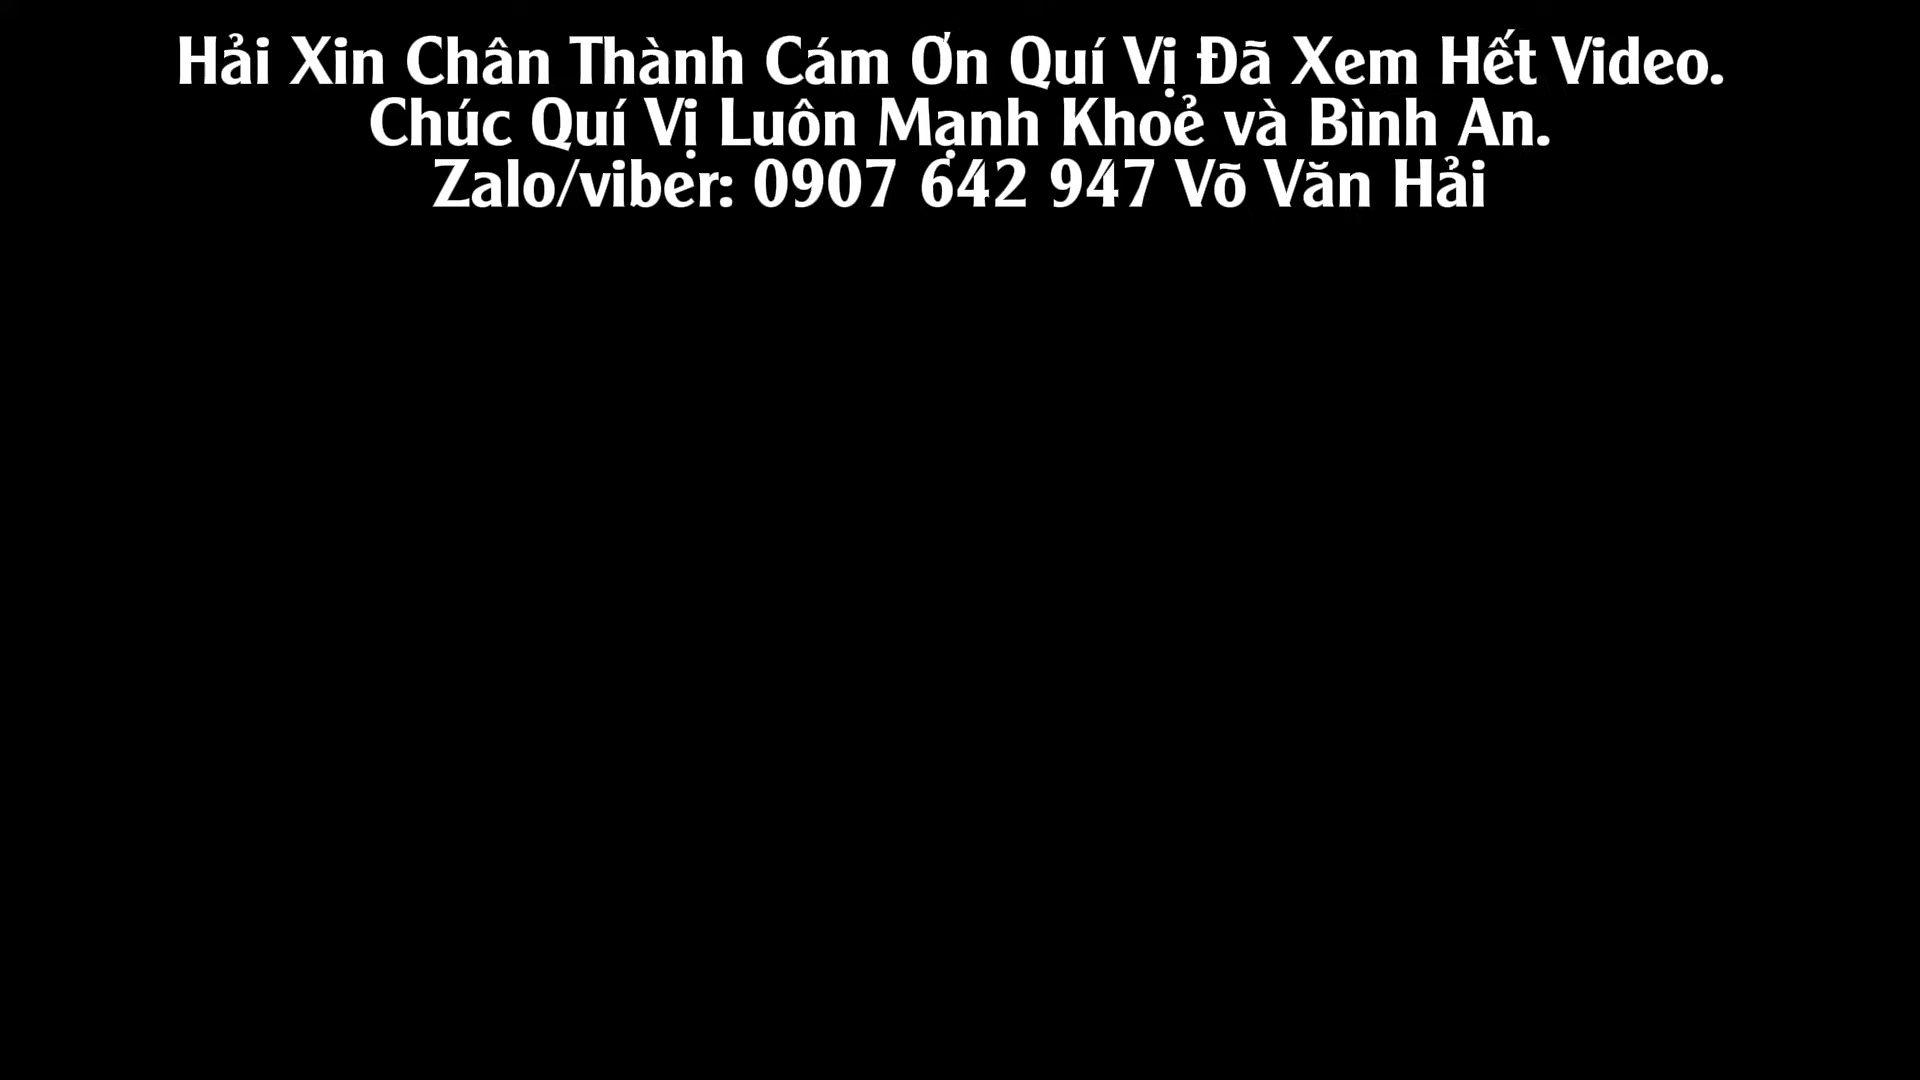 Hải Xin Chân Thành Cám Ơn Quí Vị Đã Xem Hết Video.
Chúc Quí Vị Luôn Mạnh Khoẻ và Bình An.
Zalo/viber: 0907 642 947 Võ Văn Hải